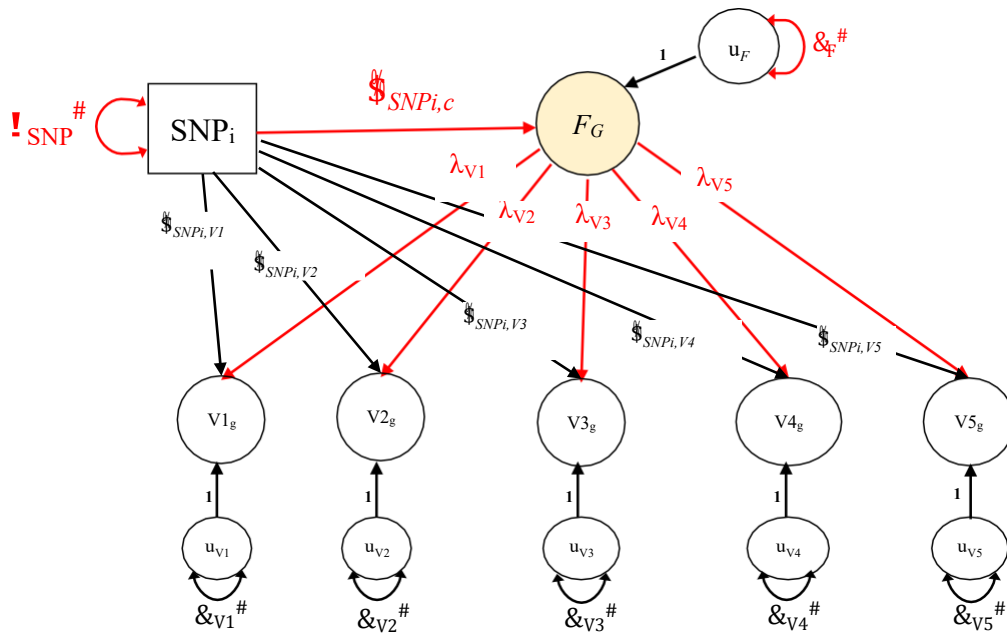 1
u_F
&_F^#
$_SNPi,c
! SNP^#
SNP_i
F_G
λ_V1
λ_V2
λ_V3
λ_V4
λ_V5
$_SNPi,V1
$_SNPi,V2
$_SNPi,V3
$_SNPi,V4
$_SNPi,V5
V1_g
V2_g
V3_g
V4_g
V5_g
1
1
1
1
1
u_V1
u_V2
u_V3
u_V4
u_V5
&_V1^#
&_V2^#
&_V3^#
&_V4^#
&_V5^#